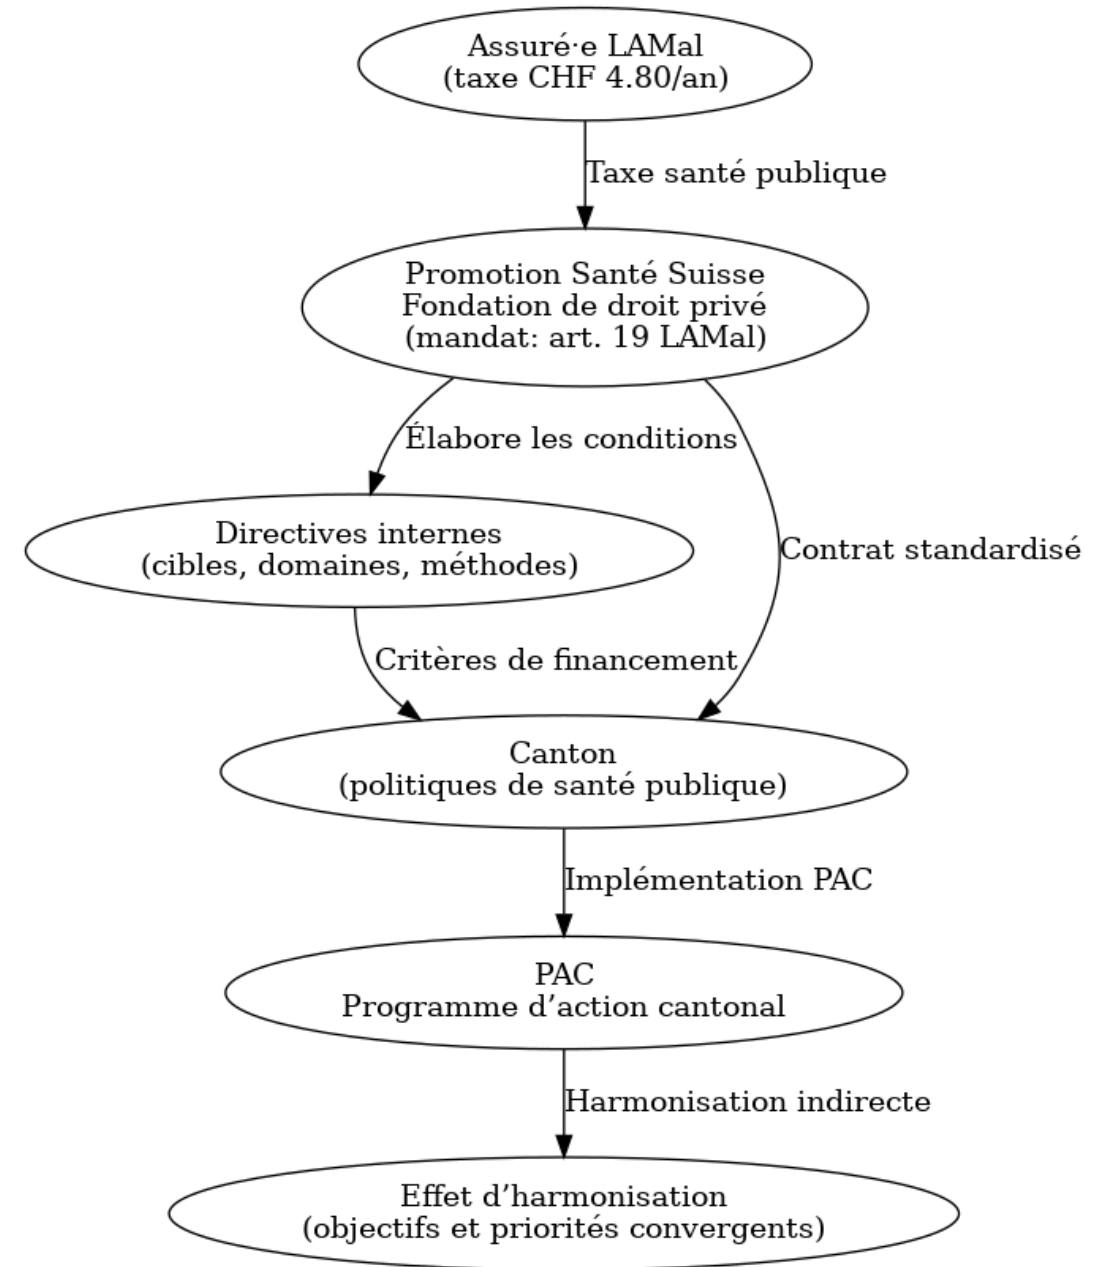 Assuré·e LAMal
(taxe CHF 4.80/an)
Taxe santé publique
Promotion Santé Suisse
Fondation de droit privé
(mandat: art. 19 LAMal)
Élabore les conditions
Directives internes
(cibles, domaines, méthodes)
Contrat standardisé
Critères de financement
Canton
(politiques de santé publique)
Implémentation PAC
PAC
Programme d’action cantonal
Harmonisation indirecte
Effet d’harmonisation
(objectifs et priorités convergents)